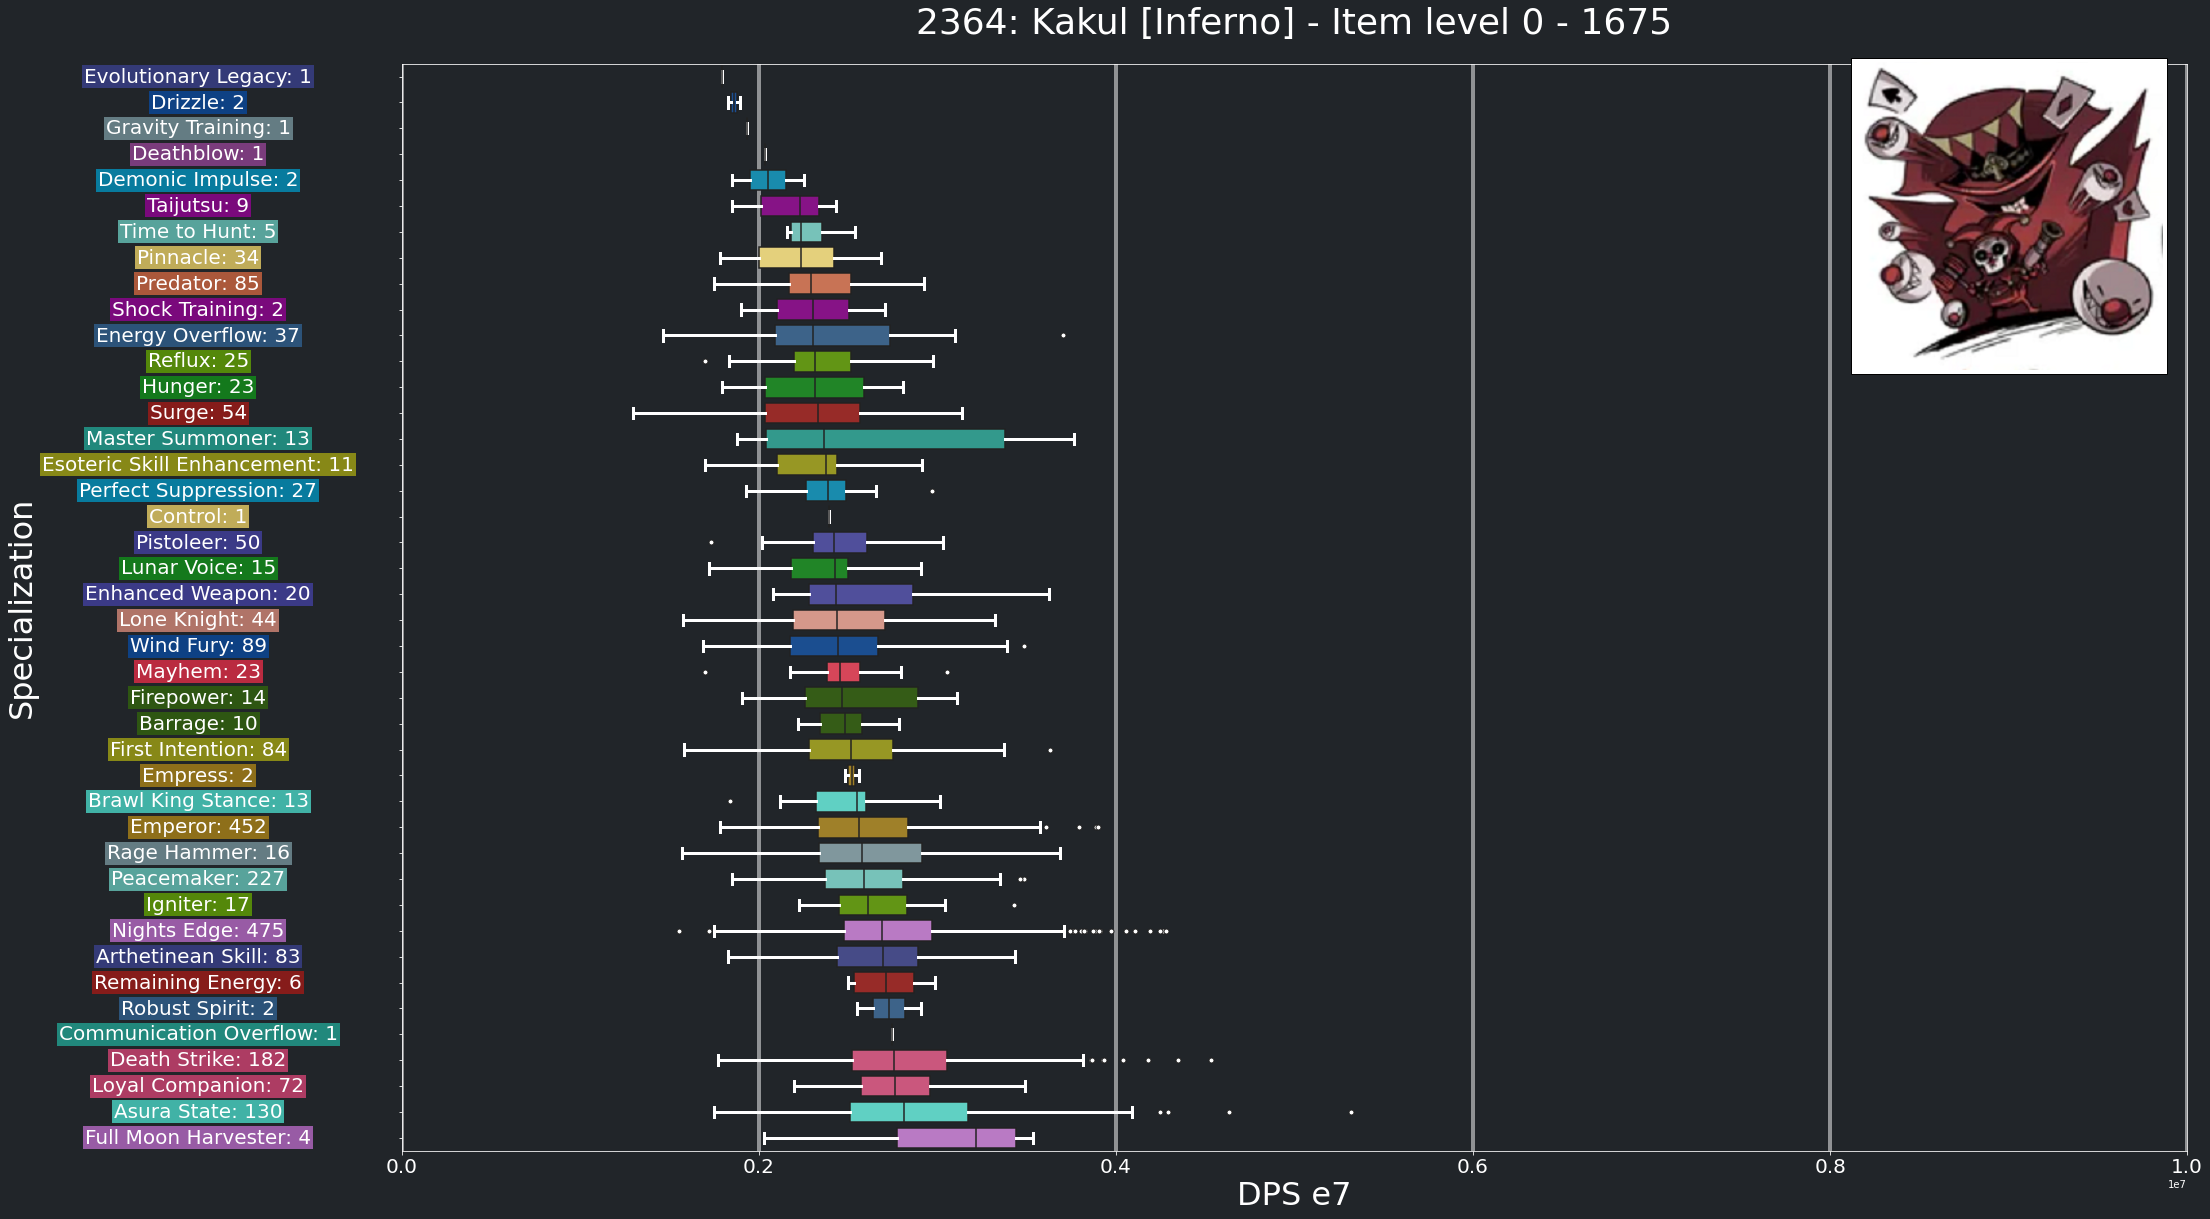 2364: Kakul [Inferno] - Item level 0 - 1675
Specialization
Evolutionary Legacy: 1
Drizzle: 2
Gravity Training: 1
Deathblow: 1
Demonic Impulse: 2
Taijutsu: 9
Time to Hunt: 5
Pinnacle: 34
Predator: 85
Shock Training: 2
Energy Overflow: 37
Reflux: 25
Hunger: 23
Surge: 54
Master Summoner: 13
Esoteric Skill Enhancement: 11
Perfect Suppression: 27
Control: 1
Pistoleer: 50
Lunar Voice: 15
Enhanced Weapon: 20
Lone Knight: 44
Wind Fury: 89
Mayhem: 23
Firepower: 14
Barrage: 10
First Intention: 84
Empress: 2
Brawl King Stance: 13
Emperor: 452
Rage Hammer: 16
Peacemaker: 227
Igniter: 17
Nights Edge: 475
Arthetinean Skill: 83
Remaining Energy: 6
Robust Spirit: 2
Communication Overflow: 1
Death Strike: 182
Loyal Companion: 72
Asura State: 130
Full Moon Harvester: 4
0.0 0.2 0.4 0.6 0.8 1.0
1e7
DPS e7